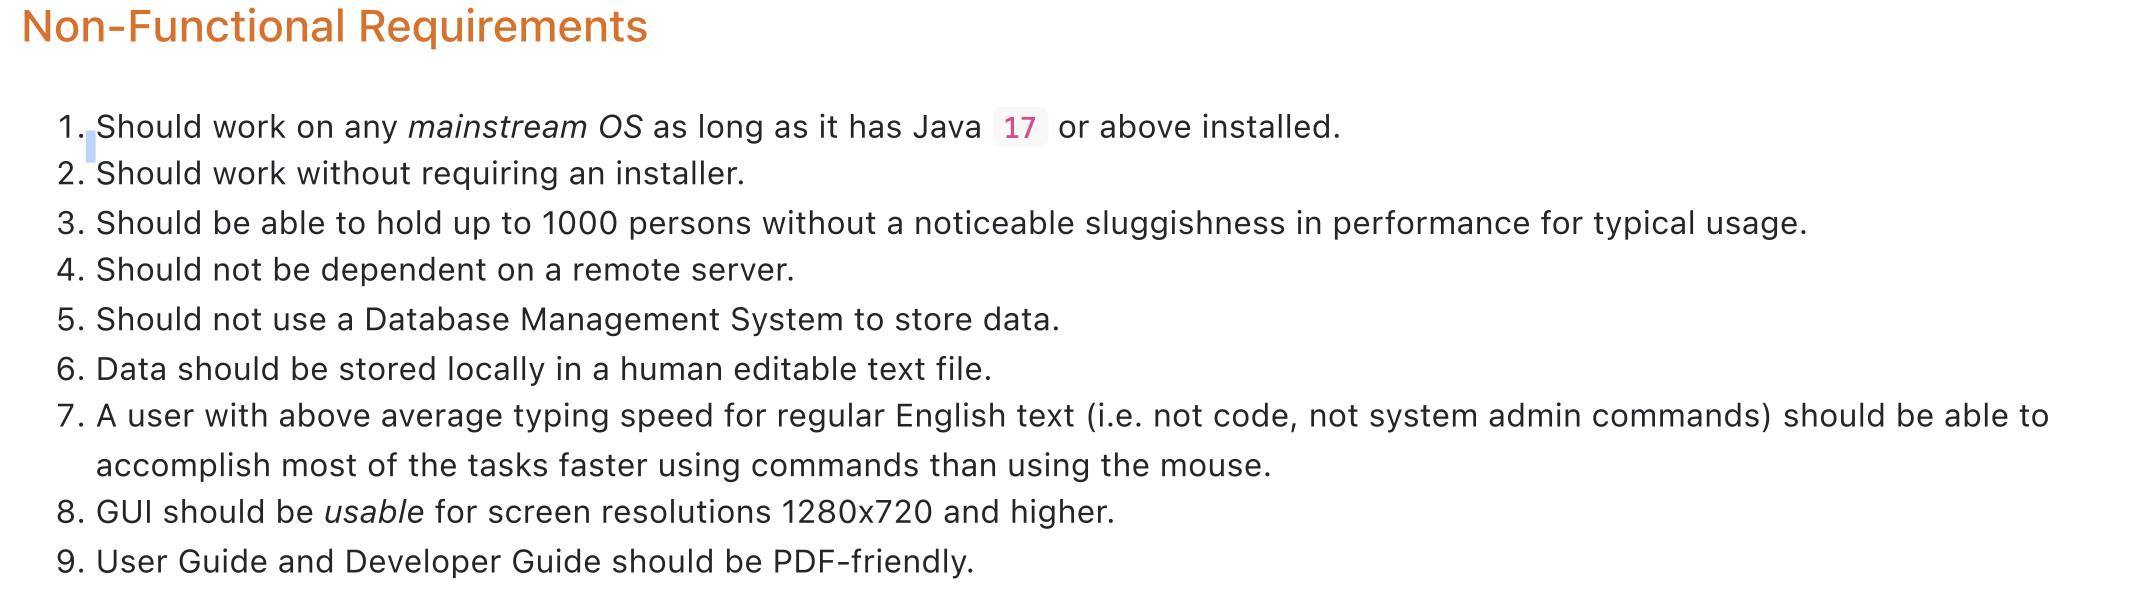 Non-Functional Requirements
1. Should work on any mainstream OS as long as it has Java 17 or above installed.
2. Should work without requiring an installer.
3. Should be able to hold up to 1000 persons without a noticeable sluggishness in performance for typical usage.
4. Should not be dependent on a remote server.
5. Should not use a Database Management System to store data.
6. Data should be stored locally in a human editable text file.
7. A user with above average typing speed for regular English text (i.e. not code, not system admin commands) should be able to
accomplish most of the tasks faster using commands than using the mouse.
8. GUI should be usable for screen resolutions 1280x720 and higher.
9. User Guide and Developer Guide should be PDF-friendly.